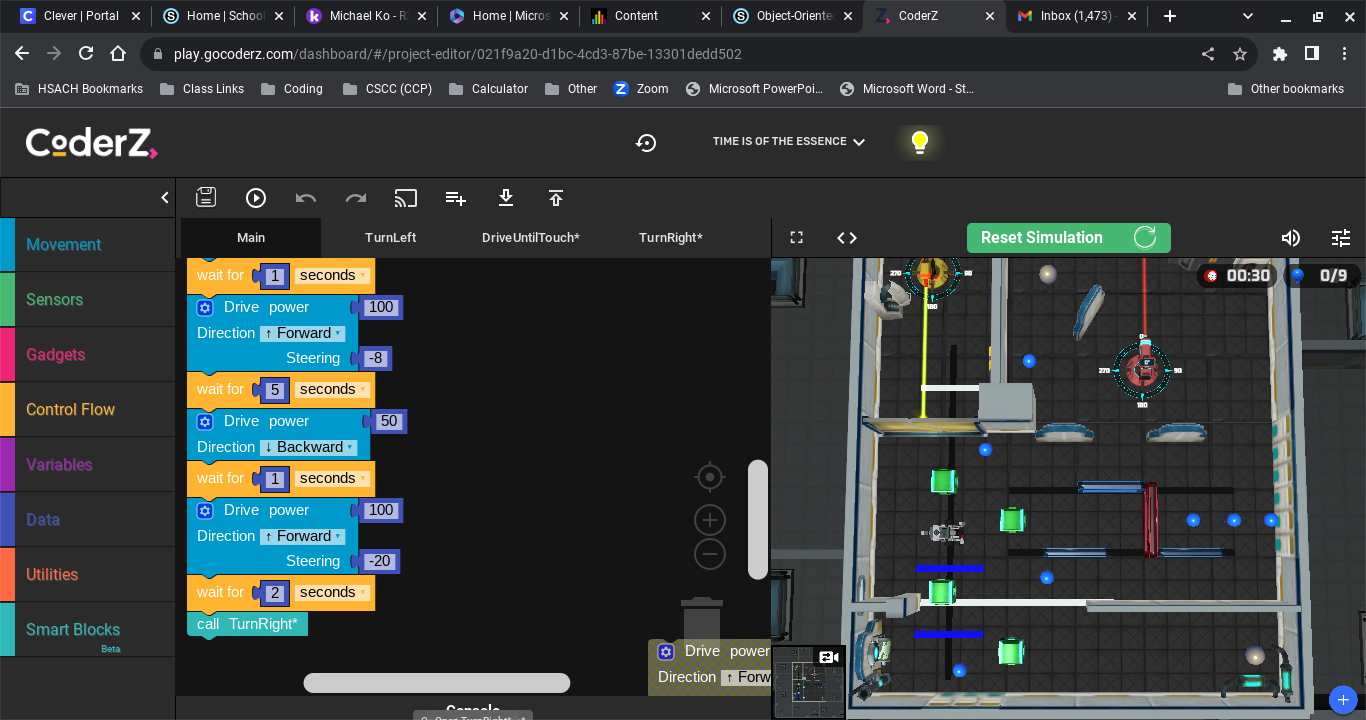 Clever | Portal
Home | School
Michael Ko - R
Home | Micros
Content
Object-Oriente
CoderZ
Inbox (1,473) -
play.gocoderz.com/dashboard/#/project-editor/021f9a20-d1bc-4cd3-87be-13301dedd502
HSACH Bookmarks
Class Links
Coding
CSCC (CCP)
Calculator
Other
Zoom
Microsoft PowerPoi...
Microsoft Word - St...
Other bookmarks
CoderZ
TIME IS OF THE ESSENCE
Main
TurnLeft
DriveUntilTouch*
TurnRight*
Reset Simulation
Movement
Sensors
Gadgets
Control Flow
Variables
Data
Utilities
Smart Blocks
Beta
wait for 1 seconds
Drive power 100
Direction ↑ Forward
Steering -8
wait for 5 seconds
Drive power 50
Direction ↓ Backward
wait for 1 seconds
Drive power 100
Direction ↑ Forward
Steering -20
wait for 2 seconds
call TurnRight*
Drive power
Direction ↑ Forw
Console
00:30
0/9
270
90
180
0
270
90
180